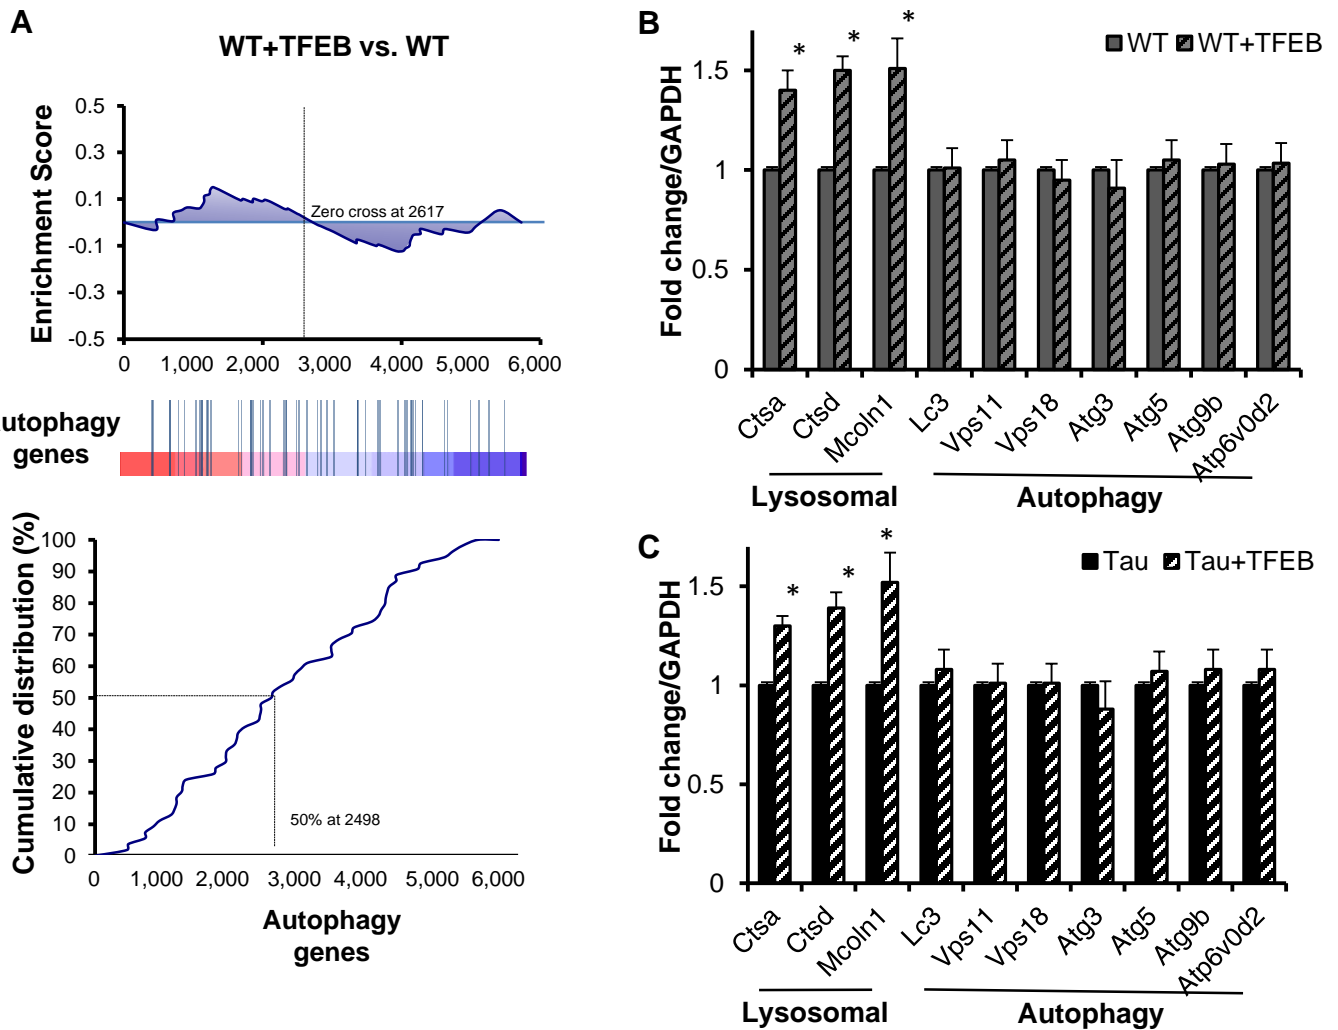 A
WT+TFEB vs. WT
Enrichment Score
0.5
0.3
0.1
-0.1
-0.3
-0.5
Zero cross at 2617
0 1,000 2,000 3,000 4,000 5,000 6,000
utophagy
genes
Cumulative distribution (%)
100
90
80
70
60
50
40
30
20
10
0
50% at 2498
0 1,000 2,000 3,000 4,000 5,000 6,000
Autophagy
genes
B
WT WT+TFEB
Fold change/GAPDH
1.5
1
0.5
0
* * *
Ctsa Ctsd Mcoln1 Lc3 Vps11 Vps18 Atg3 Atg5 Atg9b Atp6v0d2
Lysosomal Autophagy
C
Tau Tau+TFEB
Fold change/GAPDH
1.5
1
0.5
0
* * *
Ctsa Ctsd Mcoln1 Lc3 Vps11 Vps18 Atg3 Atg5 Atg9b Atp6v0d2
Lysosomal Autophagy